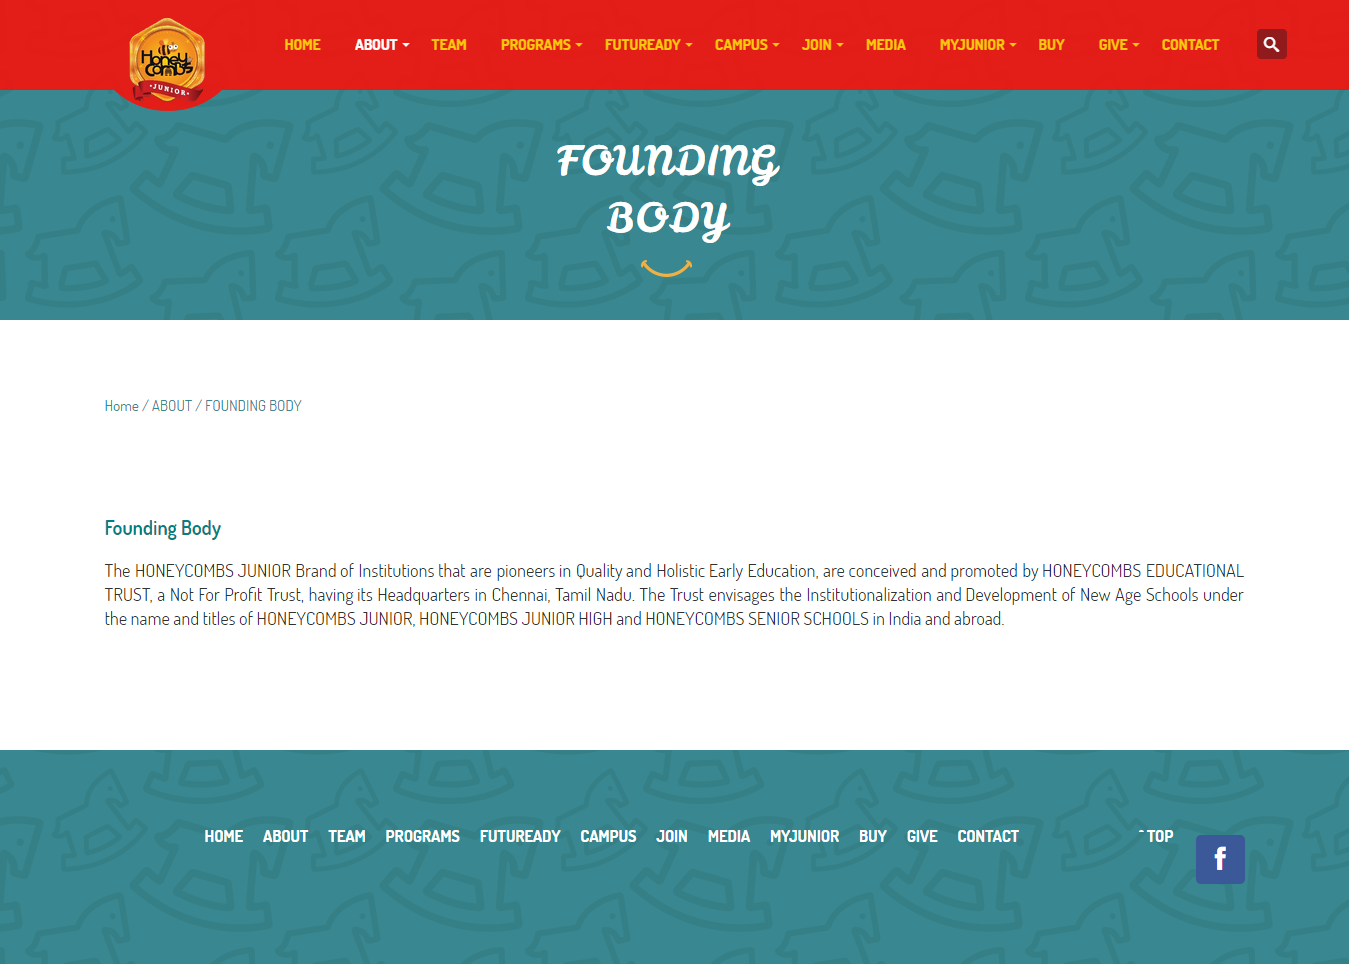 Honey
Combs
JUNIOR
HOME ABOUT TEAM PROGRAMS FUTUREADY CAMPUS JOIN MEDIA MYJUNIOR BUY GIVE CONTACT
FOUNDING
BODY
Home / ABOUT / FOUNDING BODY
Founding Body
The HONEYCOMBS JUNIOR Brand of Institutions that are pioneers in Quality and Holistic Early Education, are conceived and promoted by HONEYCOMBS EDUCATIONAL
TRUST, a Not For Profit Trust, having its Headquarters in Chennai, Tamil Nadu. The Trust envisages the Institutionalization and Development of New Age Schools under
the name and titles of HONEYCOMBS JUNIOR, HONEYCOMBS JUNIOR HIGH and HONEYCOMBS SENIOR SCHOOLS in India and abroad.
HOME ABOUT TEAM PROGRAMS FUTUREADY CAMPUS JOIN MEDIA MYJUNIOR BUY GIVE CONTACT ˆ TOP
f